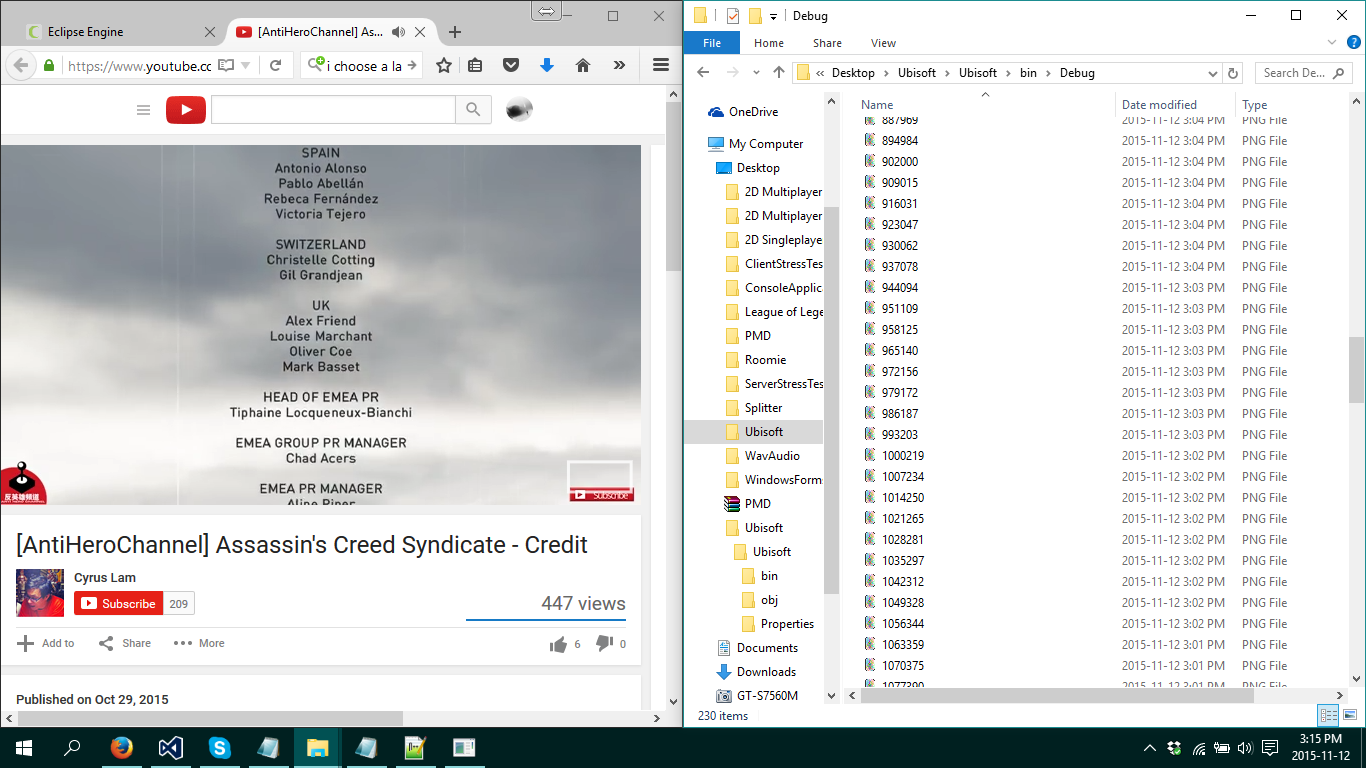 Eclipse Engine
[AntiHeroChannel] As...
https://www.youtube.cc
i choose a la
SPAIN
Antonio Alonso
Pablo Abellán
Rebeca Fernández
Victoria Tejero
SWITZERLAND
Christelle Cotting
Gil Grandjean
UK
Alex Friend
Louise Marchant
Oliver Coe
Mark Basset
HEAD OF EMEA PR
Tiphaine Locqueneux-Bianchi
EMEA GROUP PR MANAGER
Chad Acers
EMEA PR MANAGER
反英雄頻道
Subscribe
[AntiHeroChannel] Assassin's Creed Syndicate - Credit
Cyrus Lam
Subscribe 209
447 views
Add to Share More 6 0
Published on Oct 29, 2015
Debug
File Home Share View
« Desktop › Ubisoft › Ubisoft › bin › Debug
Search De...
OneDrive
My Computer
Desktop
2D Multiplayer
2D Multiplayer
2D Singleplaye
ClientStressTes
ConsoleApplic
League of Lege
PMD
Roomie
ServerStressTes
Splitter
Ubisoft
WavAudio
WindowsForm
PMD
Ubisoft
Ubisoft
bin
obj
Properties
Documents
Downloads
GT-S7560M
Name Date modified Type
887969 2015-11-12 3:04 PM PNG File
894984 2015-11-12 3:04 PM PNG File
902000 2015-11-12 3:04 PM PNG File
909015 2015-11-12 3:04 PM PNG File
916031 2015-11-12 3:04 PM PNG File
923047 2015-11-12 3:04 PM PNG File
930062 2015-11-12 3:04 PM PNG File
937078 2015-11-12 3:04 PM PNG File
944094 2015-11-12 3:03 PM PNG File
951109 2015-11-12 3:03 PM PNG File
958125 2015-11-12 3:03 PM PNG File
965140 2015-11-12 3:03 PM PNG File
972156 2015-11-12 3:03 PM PNG File
979172 2015-11-12 3:03 PM PNG File
986187 2015-11-12 3:03 PM PNG File
993203 2015-11-12 3:03 PM PNG File
1000219 2015-11-12 3:02 PM PNG File
1007234 2015-11-12 3:02 PM PNG File
1014250 2015-11-12 3:02 PM PNG File
1021265 2015-11-12 3:02 PM PNG File
1028281 2015-11-12 3:02 PM PNG File
1035297 2015-11-12 3:02 PM PNG File
1042312 2015-11-12 3:02 PM PNG File
1049328 2015-11-12 3:02 PM PNG File
1056344 2015-11-12 3:02 PM PNG File
1063359 2015-11-12 3:01 PM PNG File
1070375 2015-11-12 3:01 PM PNG File
1077390 2015-11-12 3:01 PM PNG File
230 items
3:15 PM
2015-11-12